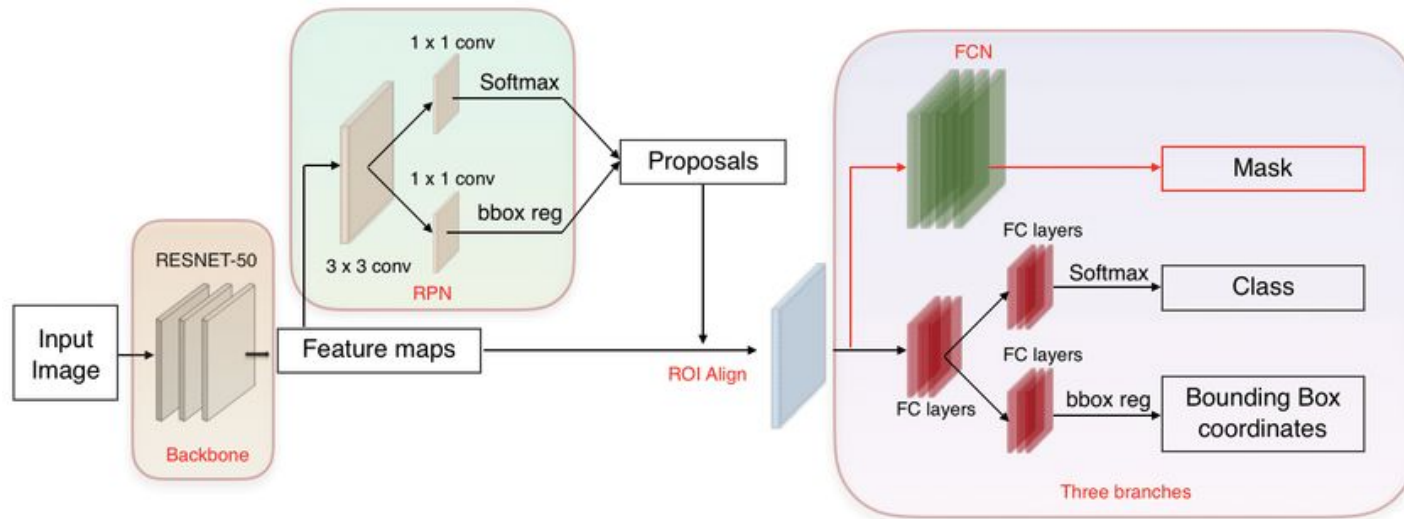 Input
Image
RESNET-50
Backbone
Feature maps
1 x 1 conv
Softmax
1 x 1 conv
bbox reg
3 x 3 conv
RPN
Proposals
ROI Align
FCN
Mask
FC layers
FC layers
Softmax
Class
FC layers
bbox reg
Bounding Box
coordinates
Three branches